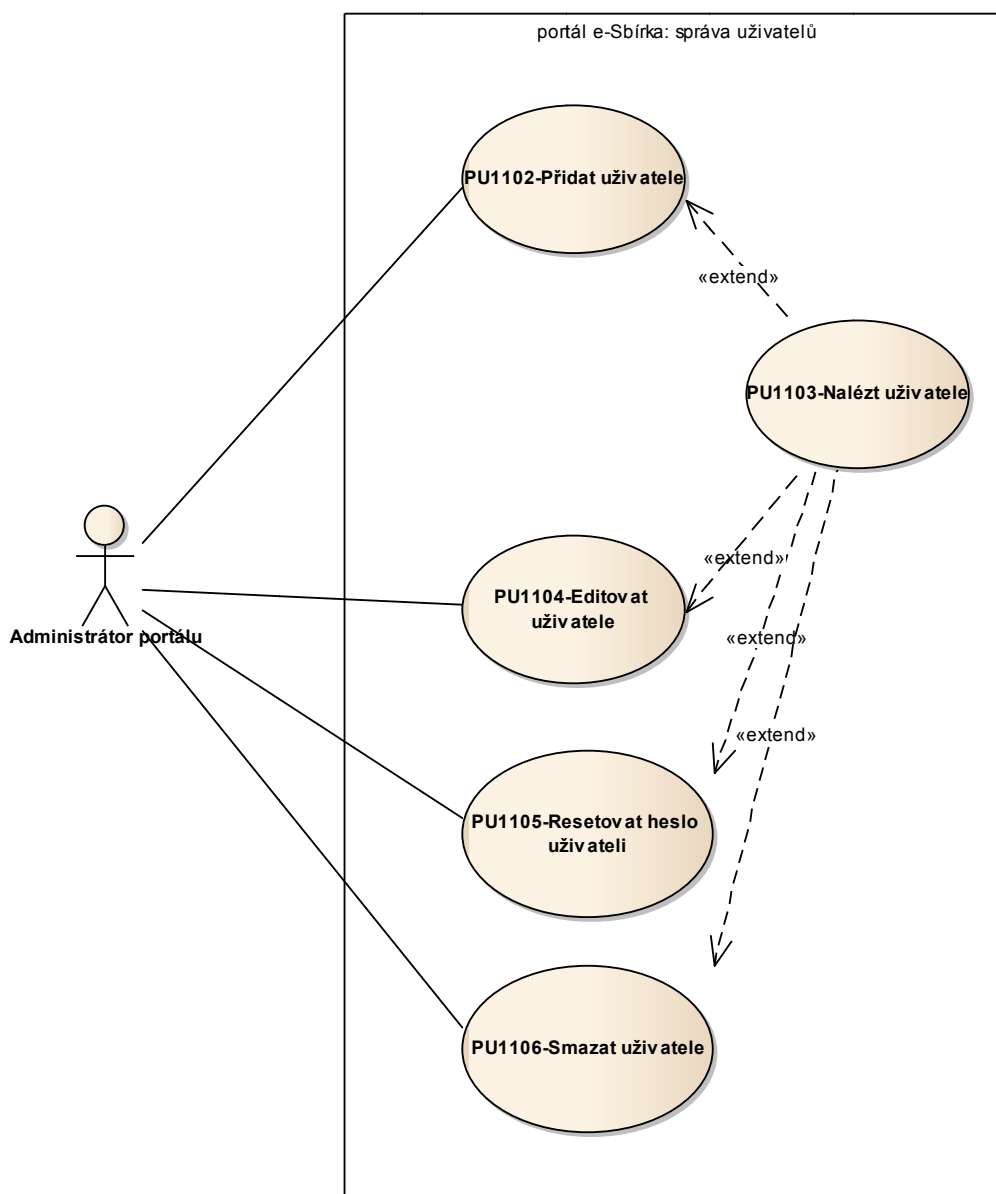 portál e-Sbírka: správa uživatelů
PU1102-Přidat uživatele
«extend»
PU1103-Nalézt uživatele
«extend»
PU1104-Editovat
uživatele
Administrátor portálu
«extend»
«extend»
PU1105-Resetovat heslo
uživateli
PU1106-Smazat uživatele